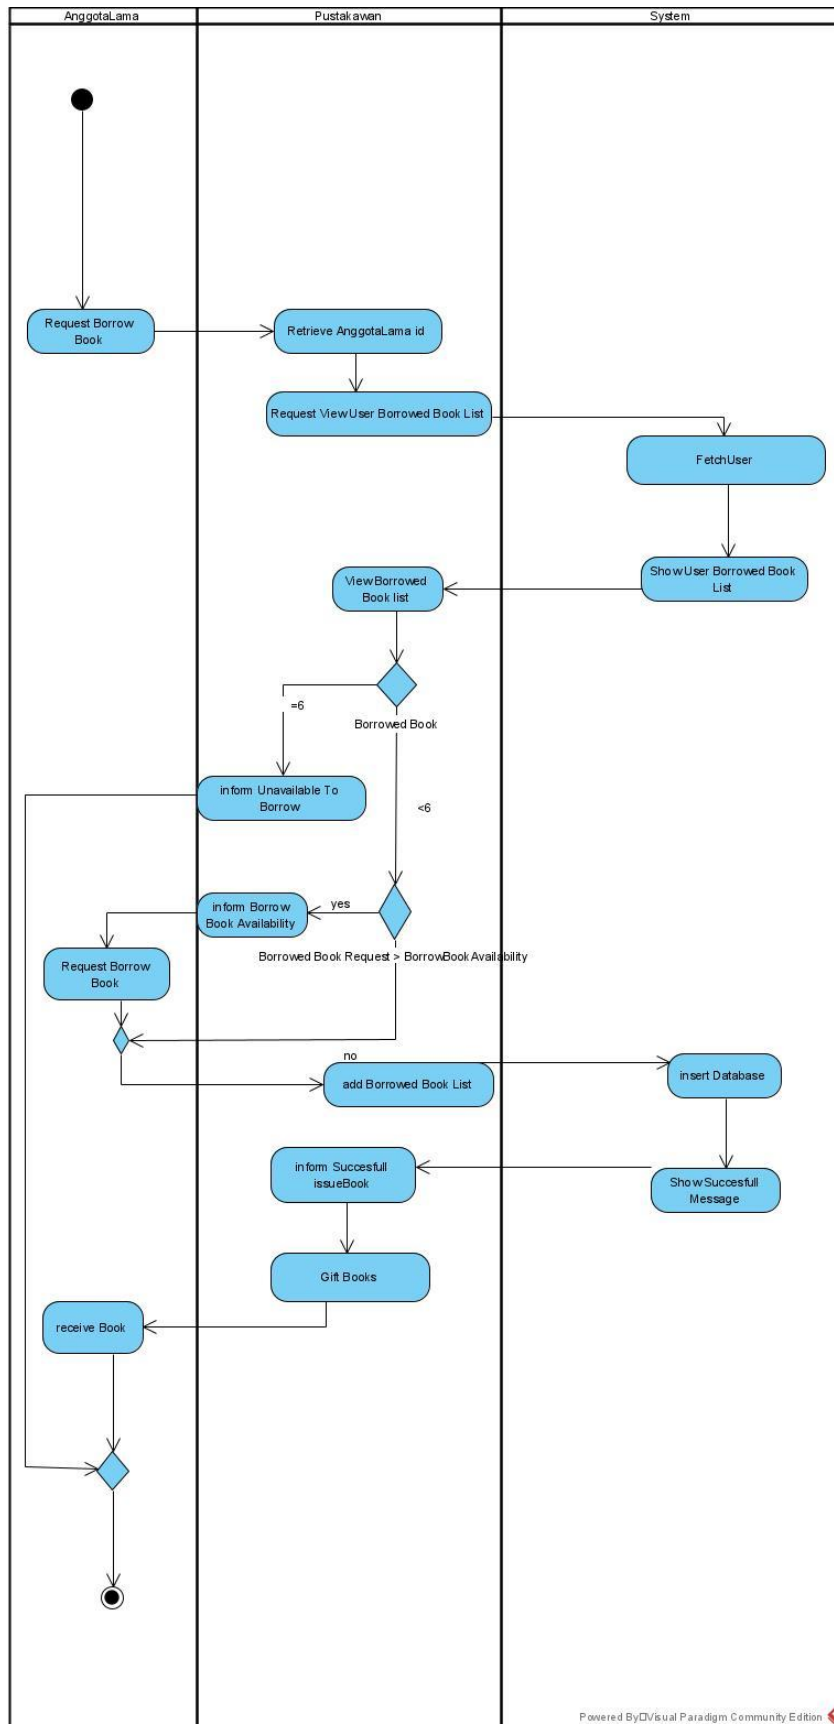 AnggotaLama
Pustakawan
System
Request Borrow
Book
Retrieve AnggotaLama id
Request View User Borrowed Book List
FetchUser
Show User Borrowed Book
List
View Borrowed
Book list
=6
Borrowed Book
inform Unavailable To
Borrow
<6
inform Borrow
Book Availability
yes
Borrowed Book Request > BorrowBook Availability
Request Borrow
Book
no
add Borrowed Book List
insert Database
inform Succesfull
issueBook
Show Succesfull
Message
Gift Books
receive Book
Powered By Visual Paradigm Community Edition